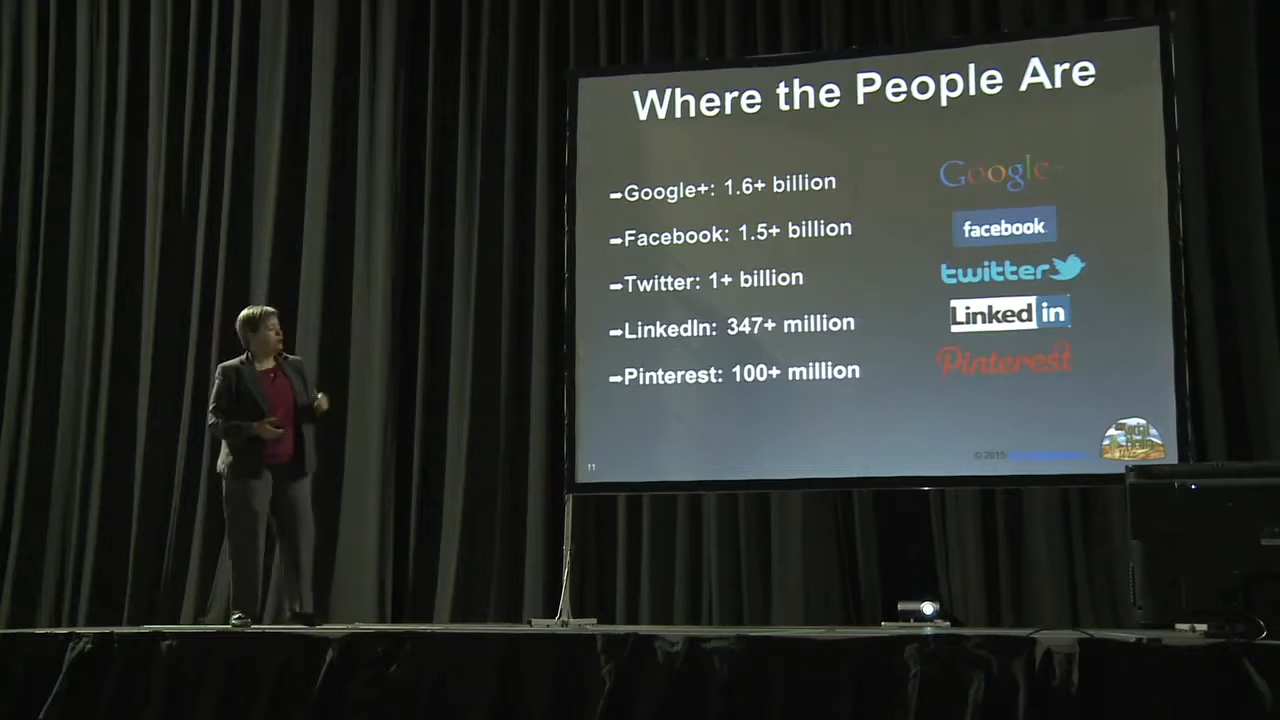 Where the People Are
➡Google+: 1.6+ billion
Google
➡Facebook: 1.5+ billion
facebook
➡Twitter: 1+ billion
twitter
➡LinkedIn: 347+ million
Linked in
➡Pinterest: 100+ million
Pinterest
11
© 2015